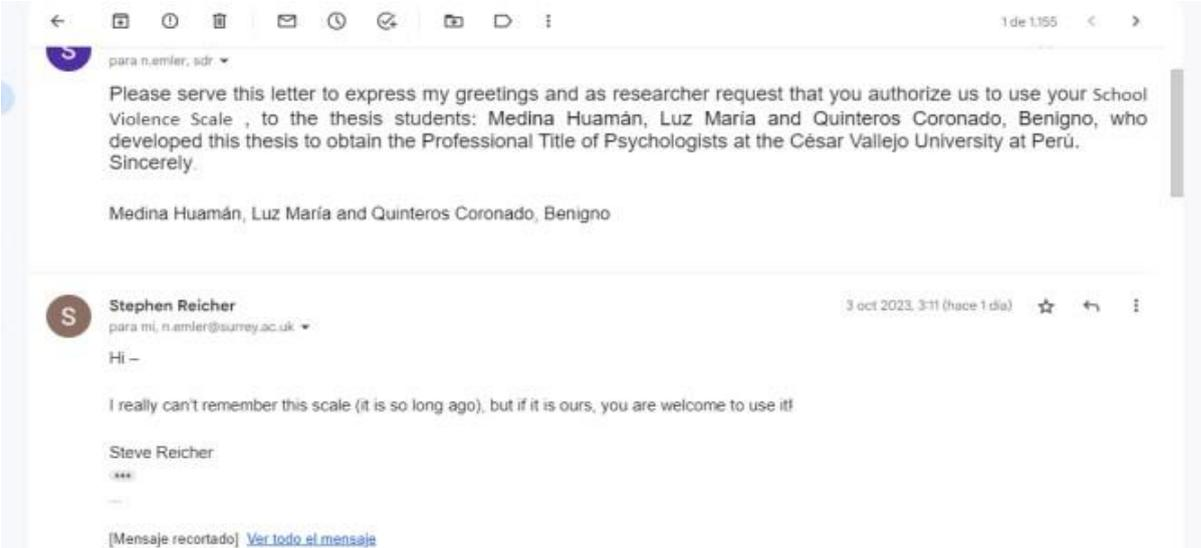 1 de 1,155
S
para n.emler, sdr
Please serve this letter to express my greetings and as researcher request that you authorize us to use your School
Violence Scale , to the thesis students: Medina Huamán, Luz María and Quinteros Coronado, Benigno, who
developed this thesis to obtain the Professional Title of Psychologists at the César Vallejo University at Perú.
Sincerely.
Medina Huamán, Luz María and Quinteros Coronado, Benigno
S
Stephen Reicher
3 oct 2023, 3:11 (hace 1 día)
para mí, n.emler@surrey.ac.uk
Hi –
I really can't remember this scale (it is so long ago), but if it is ours, you are welcome to use it!
Steve Reicher
...
[Mensaje recortado] Ver todo el mensaje